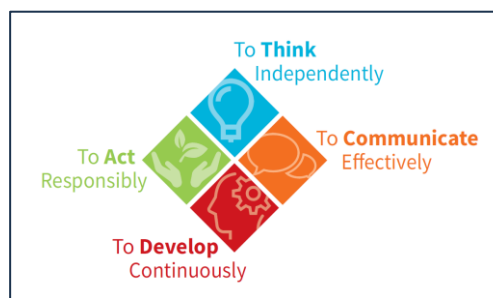 To Think
Independently
To Communicate
Effectively
To Act
Responsibly
To Develop
Continuously